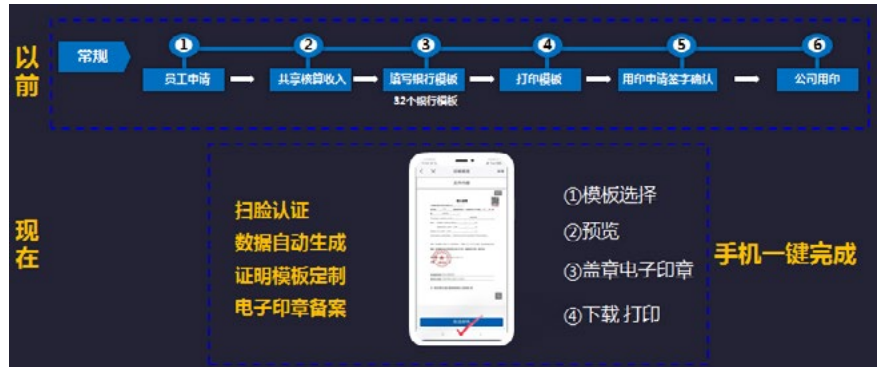 以前
常规
1
2
3
4
5
6
员工申请
共享核算收入
填写银行模板
打印模板
用印申请签字确认
公司用印
32个银行模板
现在
扫脸认证
数据自动生成
证明模板定制
电子印章备案
①模板选择
②预览
③盖章电子印章
④下载 打印
手机一键完成